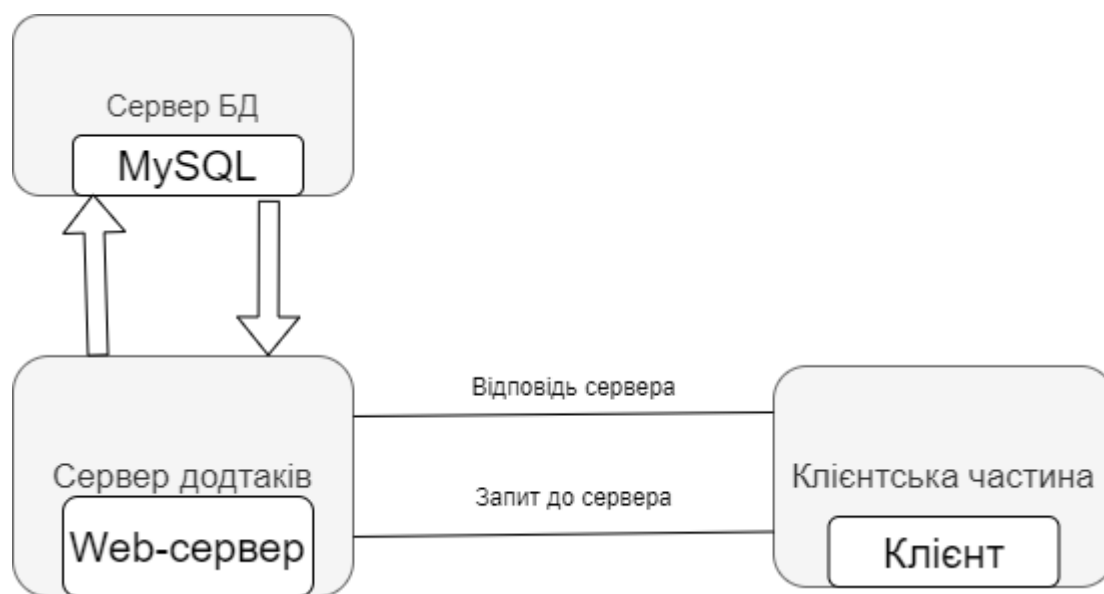 Сервер БД
MySQL
Відповідь сервера
Сервер додтаків
Клієнтська частина
Запит до сервера
Web-сервер
Клієнт